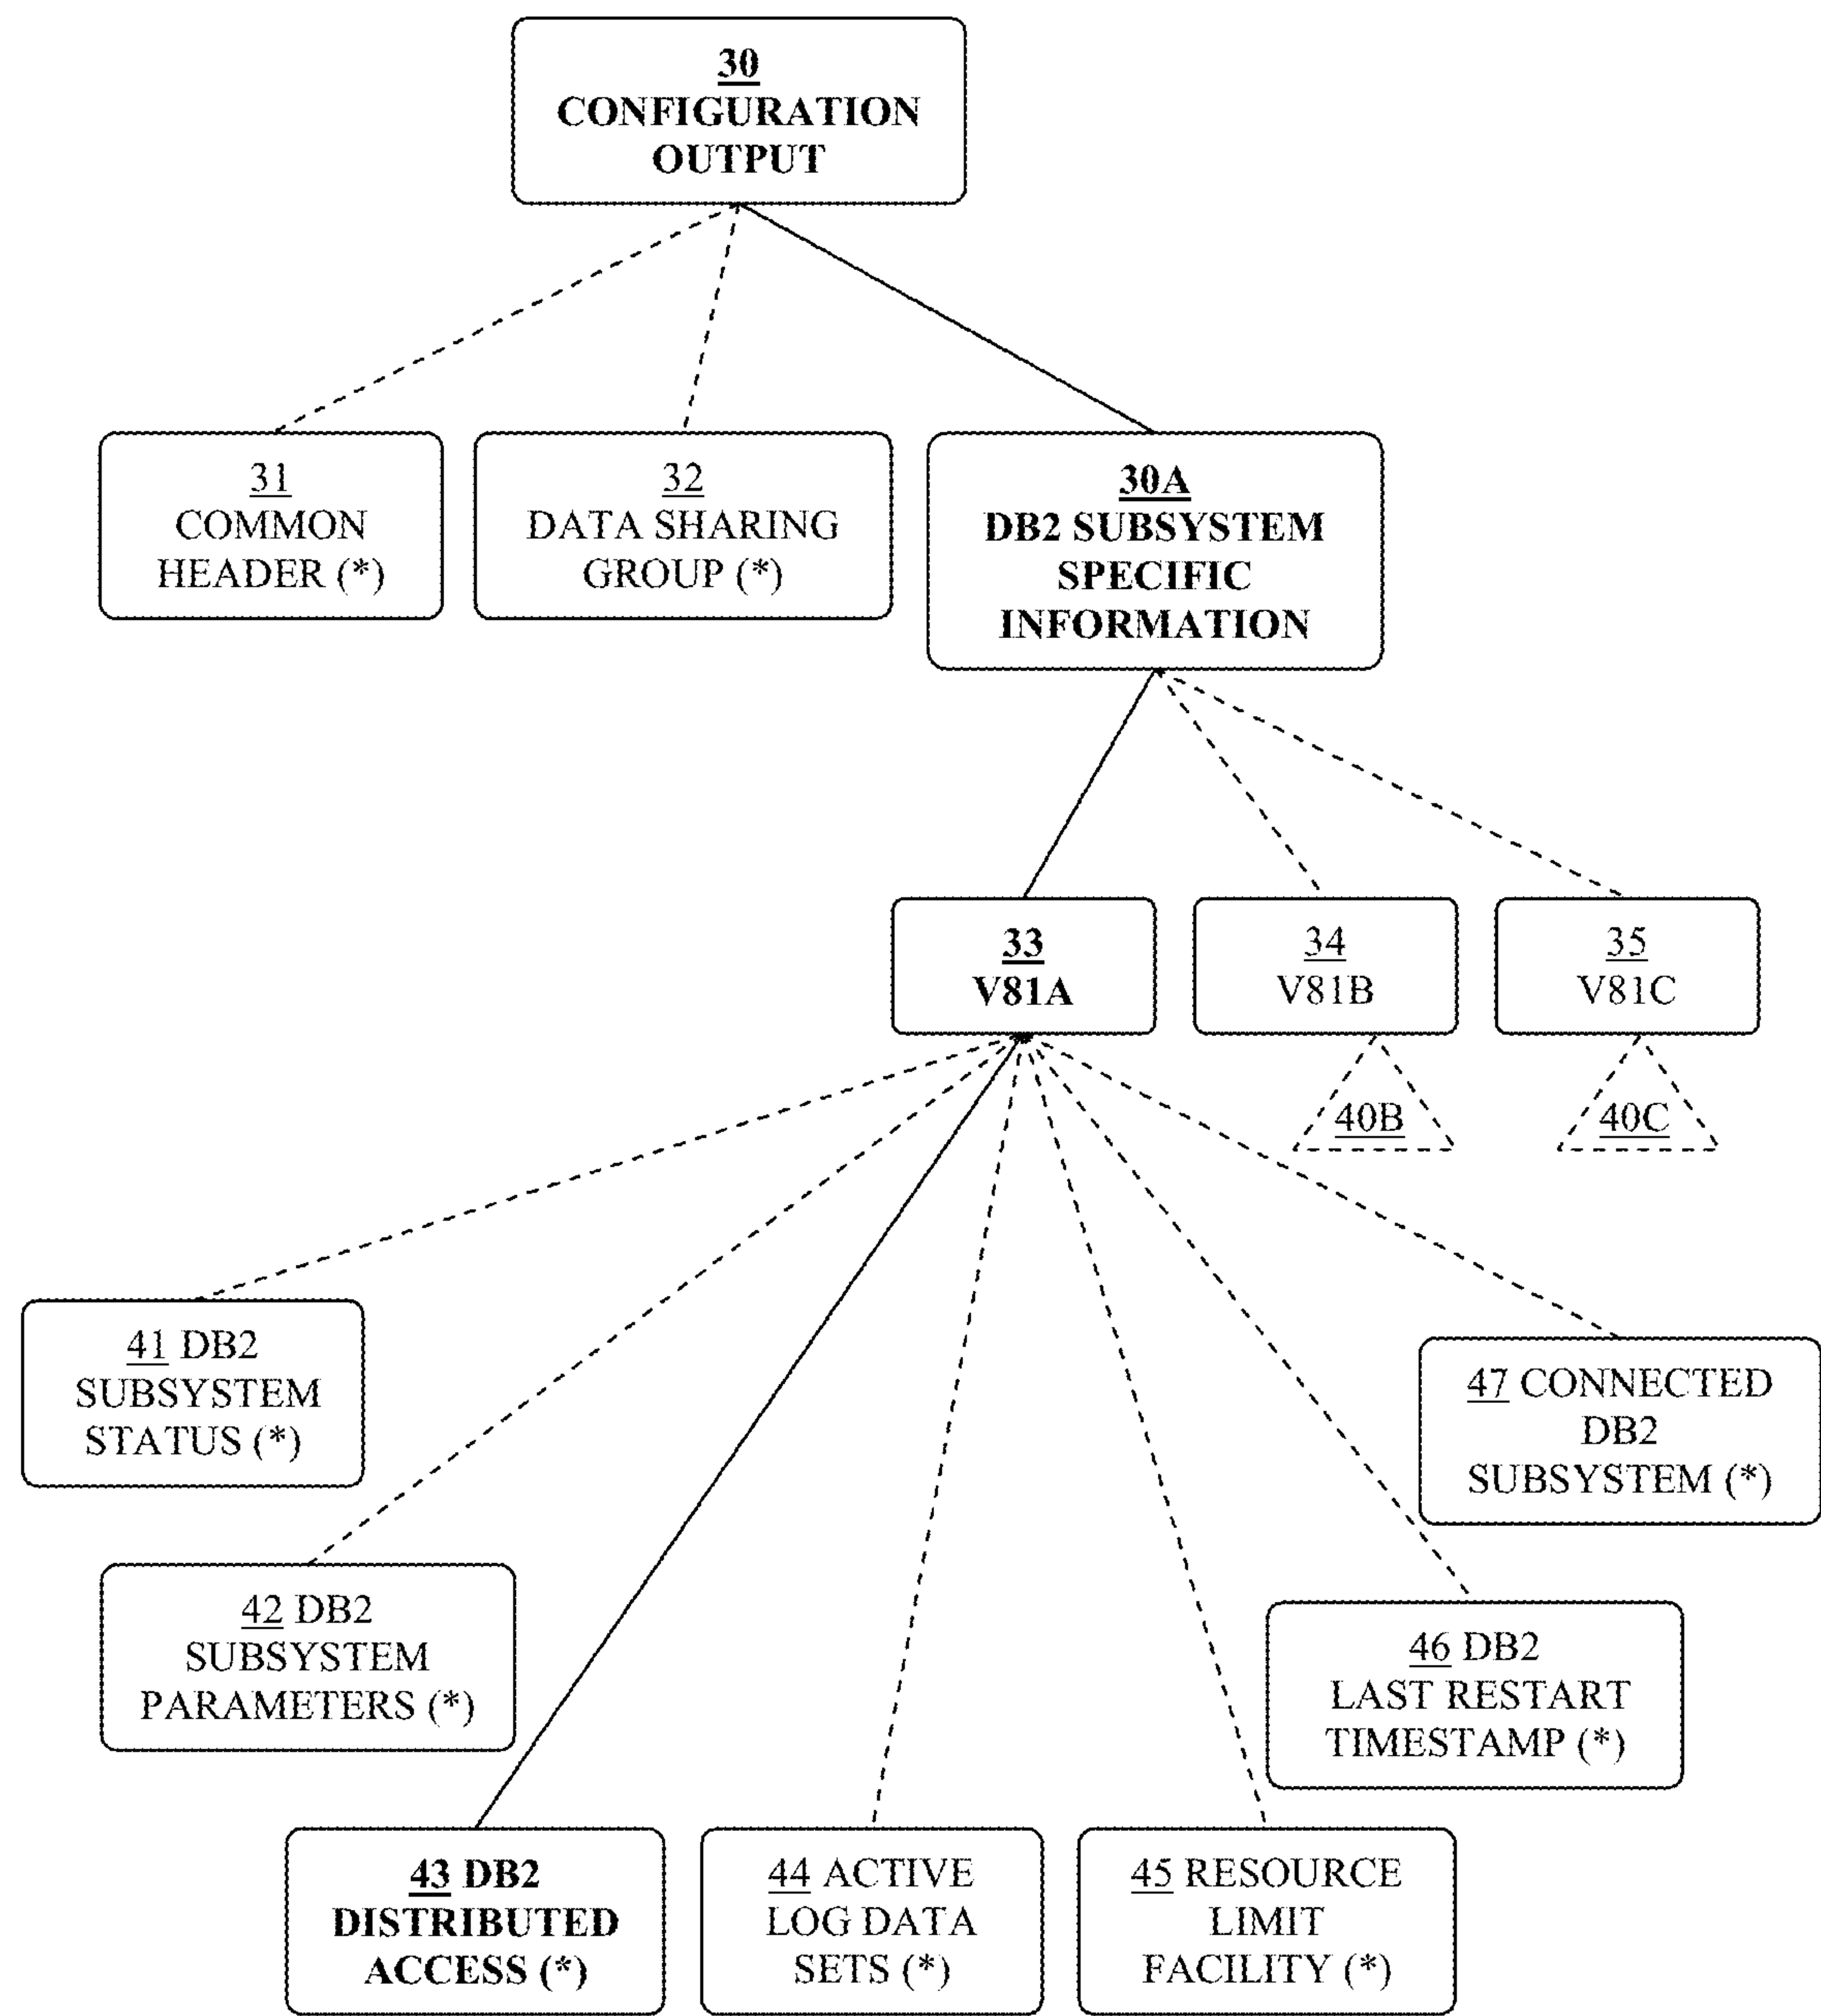 30
CONFIGURATION
OUTPUT
31
COMMON
HEADER (*)
32
DATA SHARING
GROUP (*)
30A
DB2 SUBSYSTEM
SPECIFIC
INFORMATION
33
V81A
34
V81B
35
V81C
40B
40C
41 DB2
SUBSYSTEM
STATUS (*)
47 CONNECTED
DB2
SUBSYSTEM (*)
42 DB2
SUBSYSTEM
PARAMETERS (*)
46 DB2
LAST RESTART
TIMESTAMP (*)
43 DB2
DISTRIBUTED
ACCESS (*)
44 ACTIVE
LOG DATA
SETS (*)
45 RESOURCE
LIMIT
FACILITY (*)